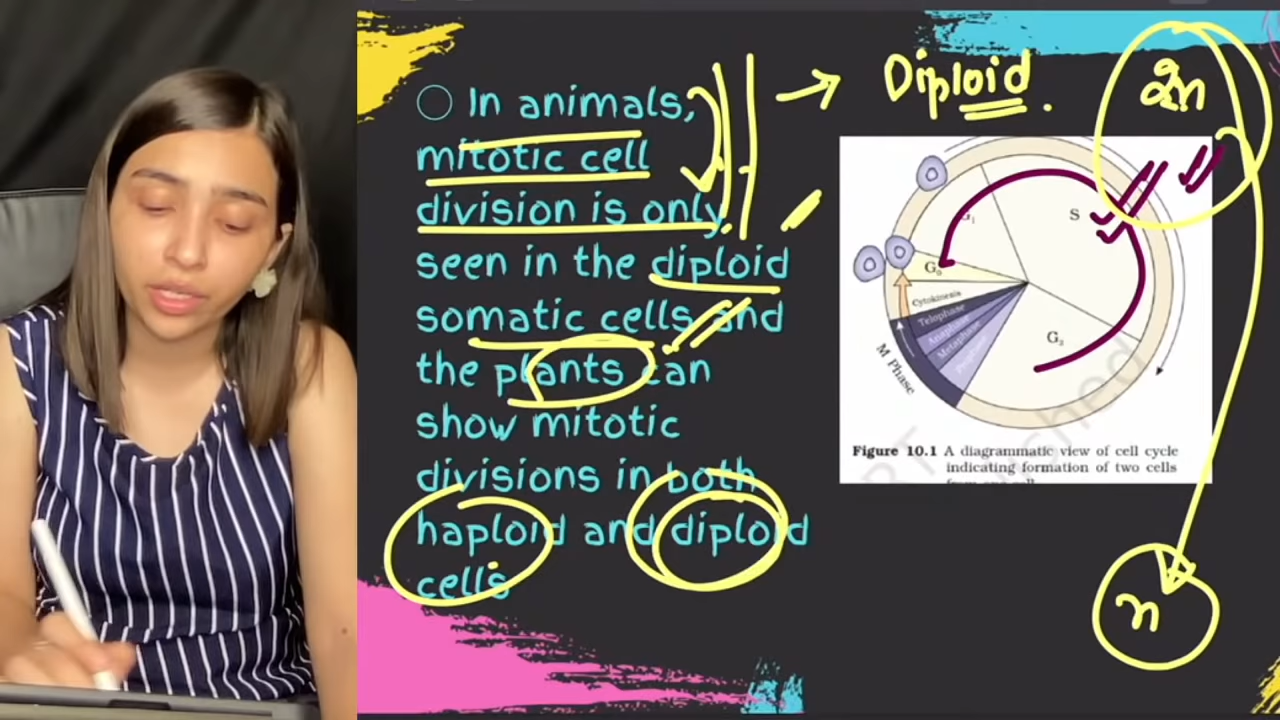 ○ In animals,
mitotic cell
division is only
seen in the diploid
somatic cells and
the plants can
show mitotic
divisions in both
haploid and diploid
cells
→ Diploid.
2n
G₁
S
G₀
Cytokinesis
Telophase
Anaphase
Metaphase
G₂
M Phase
Figure 10.1 A diagrammatic view of cell cycle
indicating formation of two cells
n